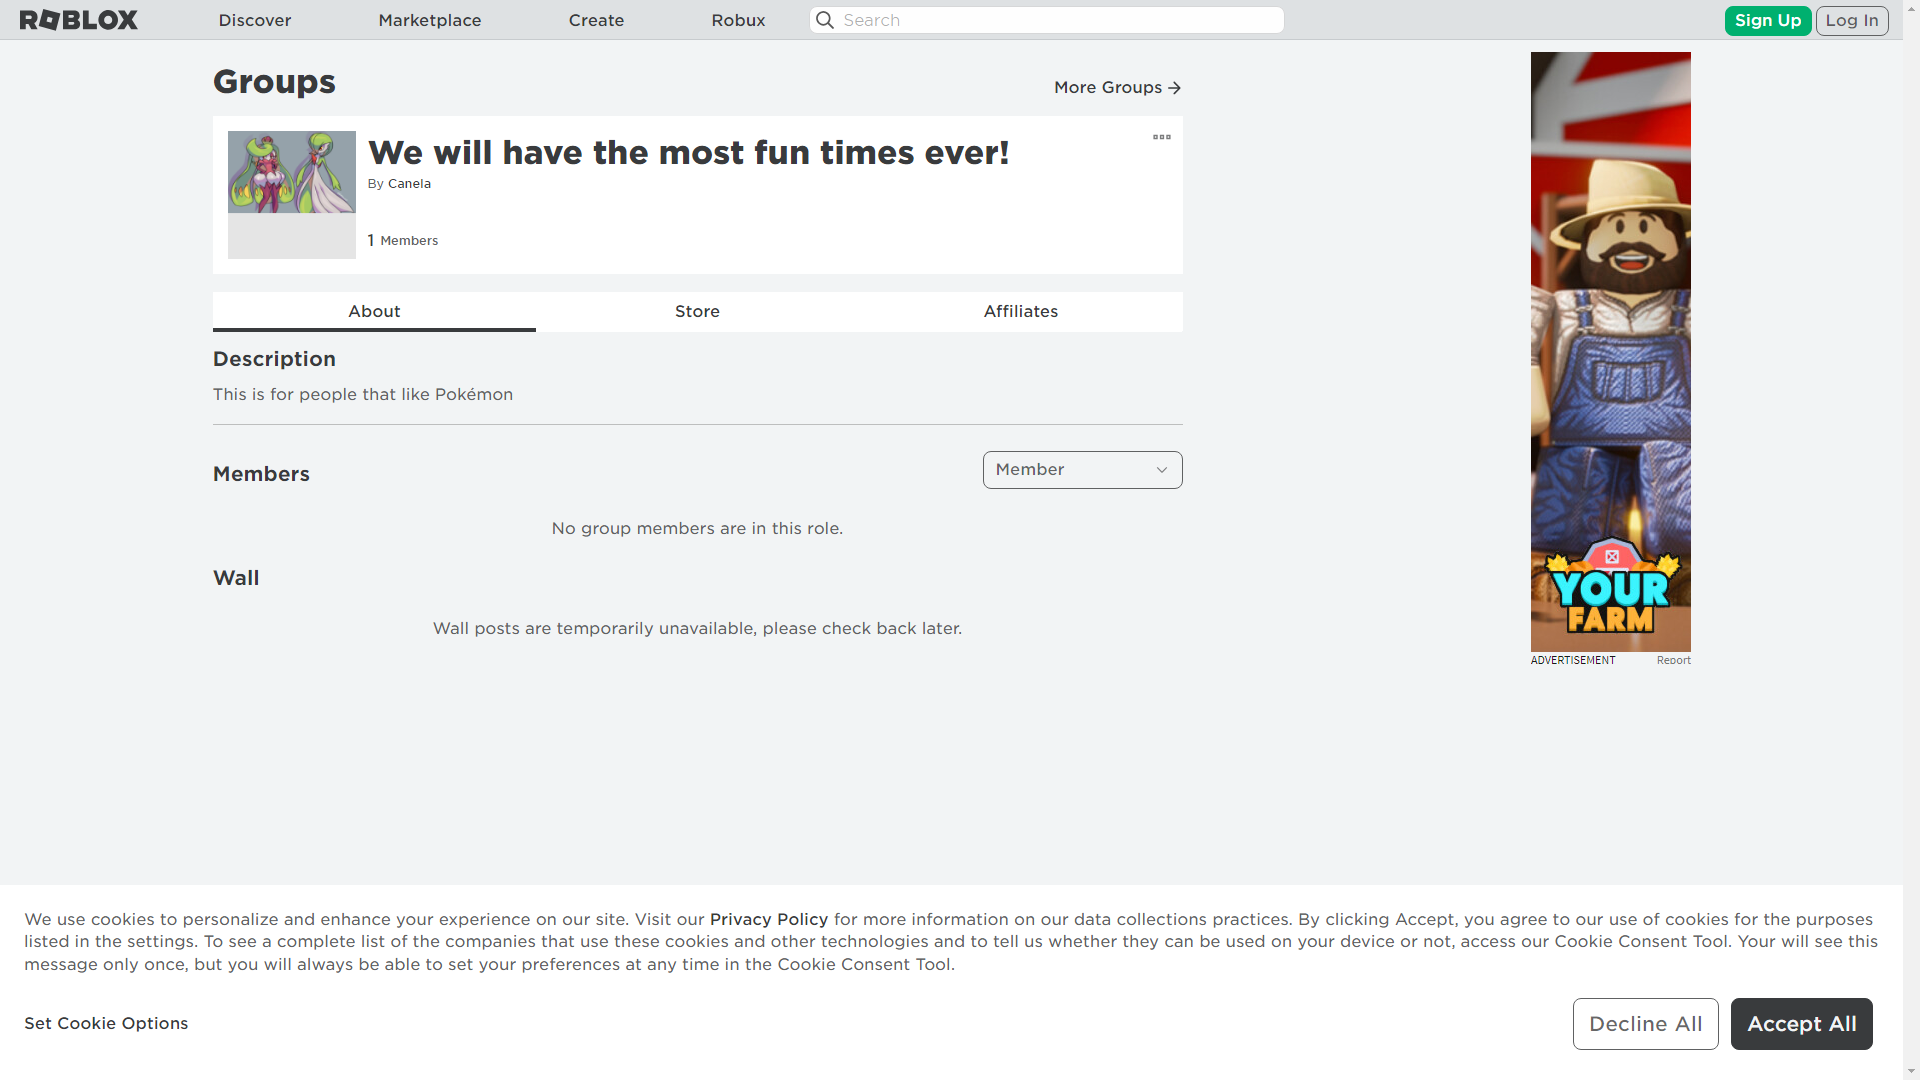 ROBLOX
Discover
Marketplace
Create
Robux
Search
Sign Up
Log In
Groups
More Groups
We will have the most fun times ever!
By Canela
1 Members
About
Store
Affiliates
Description
This is for people that like Pokémon
Members
Member
No group members are in this role.
Wall
Wall posts are temporarily unavailable, please check back later.
YOUR
FARM
ADVERTISEMENT
Report
We use cookies to personalize and enhance your experience on our site. Visit our Privacy Policy for more information on our data collections practices. By clicking Accept, you agree to our use of cookies for the purposes
listed in the settings. To see a complete list of the companies that use these cookies and other technologies and to tell us whether they can be used on your device or not, access our Cookie Consent Tool. Your will see this
message only once, but you will always be able to set your preferences at any time in the Cookie Consent Tool.
Set Cookie Options
Decline All
Accept All